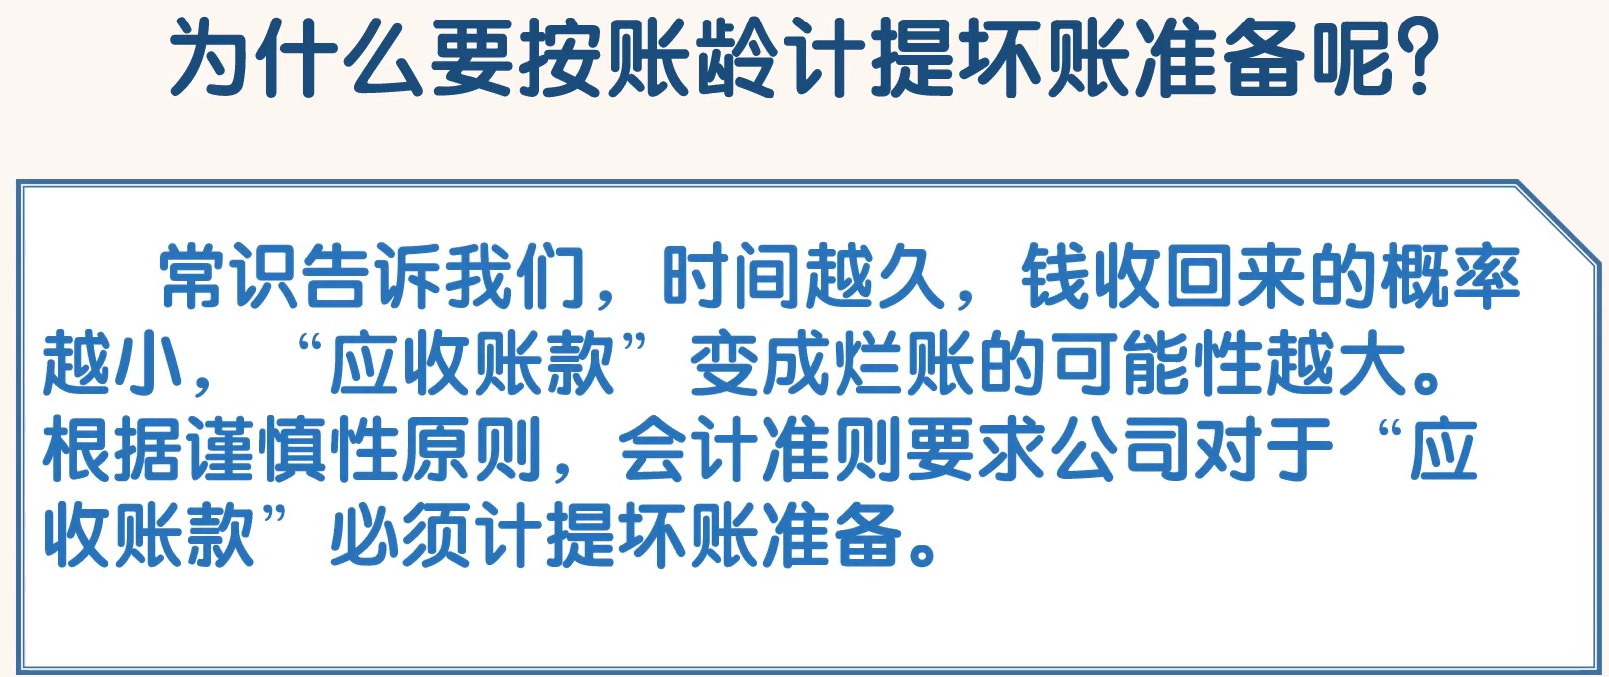 为什么要按账龄计提坏账准备呢？
常识告诉我们，时间越久，钱收回来的概率
越小，“应收账款”变成烂账的可能性越大。
根据谨慎性原则，会计准则要求公司对于“应
收账款”必须计提坏账准备。